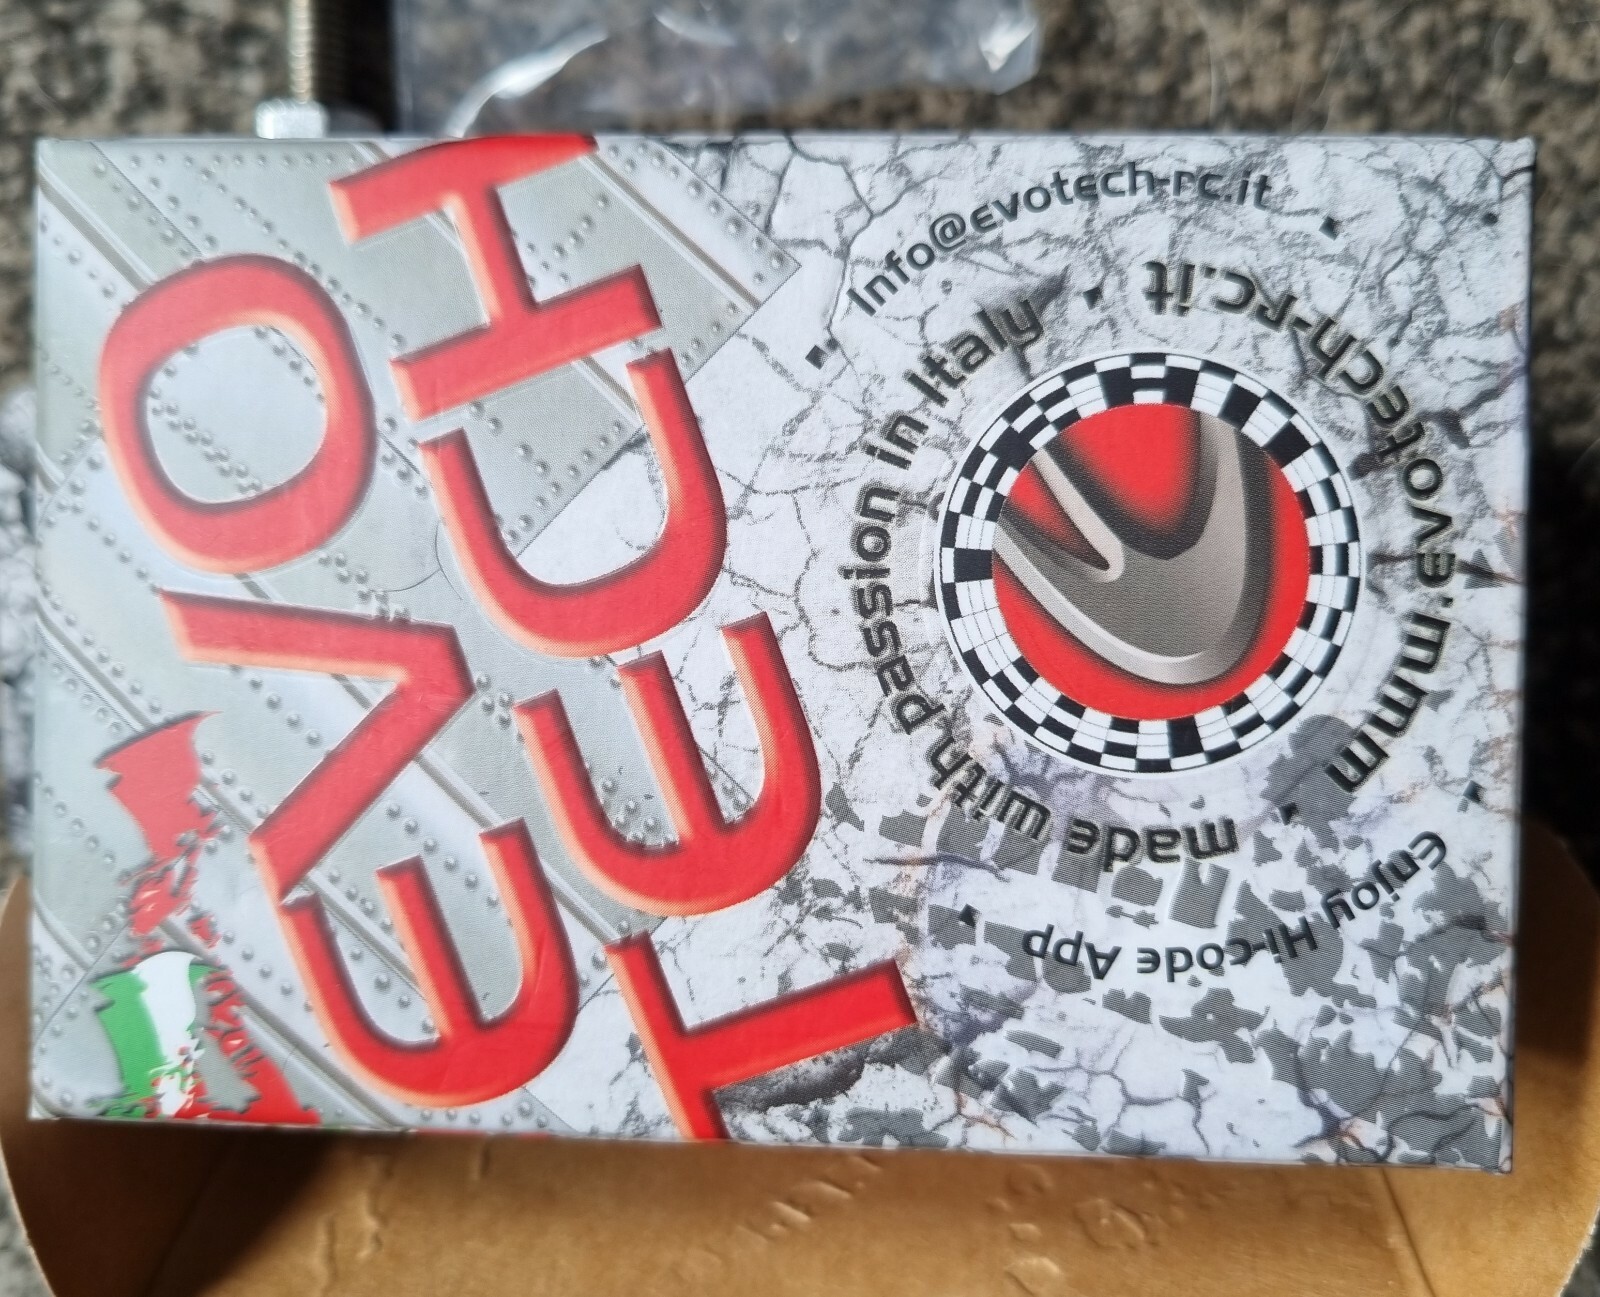 EVO
TECH
Info@evotech-rc.it
made with passion in Italy
www.evotech-rc.it
Enjoy Hi-code App